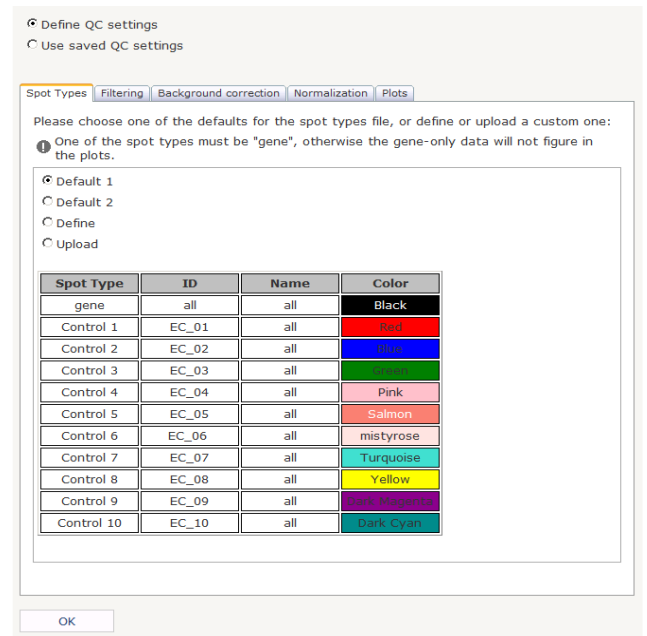 Define QC settings
Use saved QC settings
Spot Types Filtering Background correction Normalization Plots
Please choose one of the defaults for the spot types file, or define or upload a custom one:
One of the spot types must be "gene", otherwise the gene-only data will not figure in
the plots.
Default 1
Default 2
Define
Upload
Spot Type ID Name Color
gene all all Black
Control 1 EC_01 all Red
Control 2 EC_02 all Blue
Control 3 EC_03 all Green
Control 4 EC_04 all Pink
Control 5 EC_05 all Salmon
Control 6 EC_06 all mistyrose
Control 7 EC_07 all Turquoise
Control 8 EC_08 all Yellow
Control 9 EC_09 all Dark Magenta
Control 10 EC_10 all Dark Cyan
OK